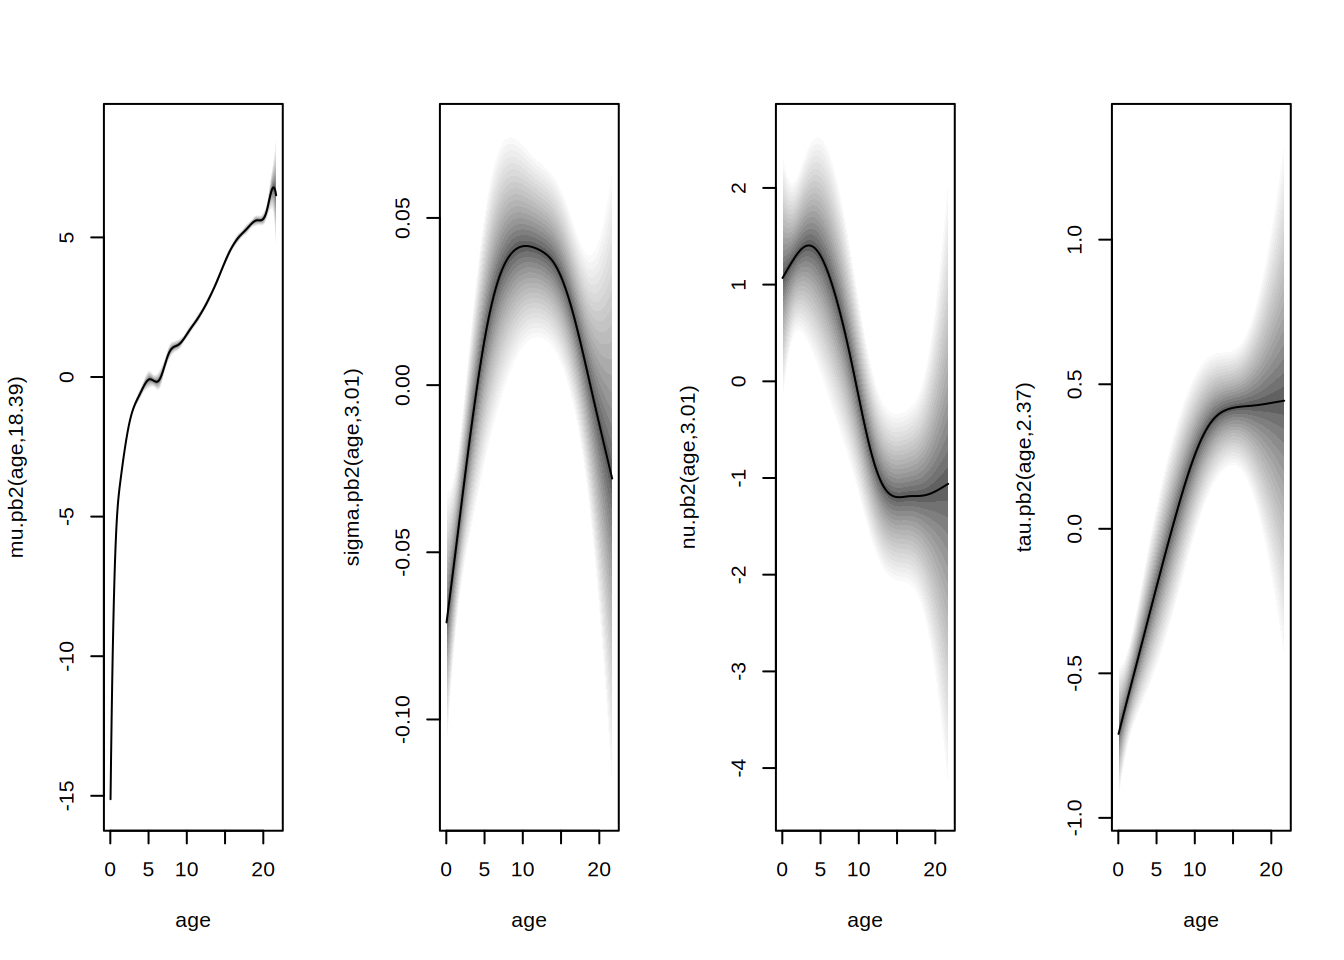 mu.pb2(age,18.39)
5
0
-5
-10
-15
0 5 10 20
age
sigma.pb2(age,3.01)
0.05
0.00
-0.05
-0.10
0 5 10 20
age
nu.pb2(age,3.01)
2
1
0
-1
-2
-3
-4
0 5 10 20
age
tau.pb2(age,2.37)
1.0
0.5
0.0
-0.5
-1.0
0 5 10 20
age